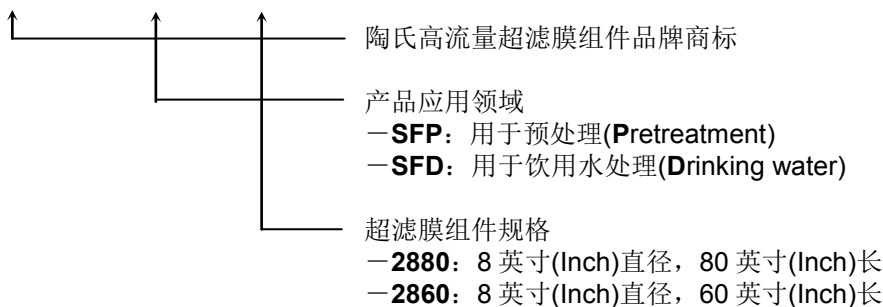 陶氏高流量超滤膜组件品牌商标
产品应用领域
－SFP：用于预处理(Pretreatment)
－SFD：用于饮用水处理(Drinking water)
超滤膜组件规格
－2880：8 英寸(Inch)直径，80 英寸(Inch)长
－2860：8 英寸(Inch)直径，60 英寸(Inch)长